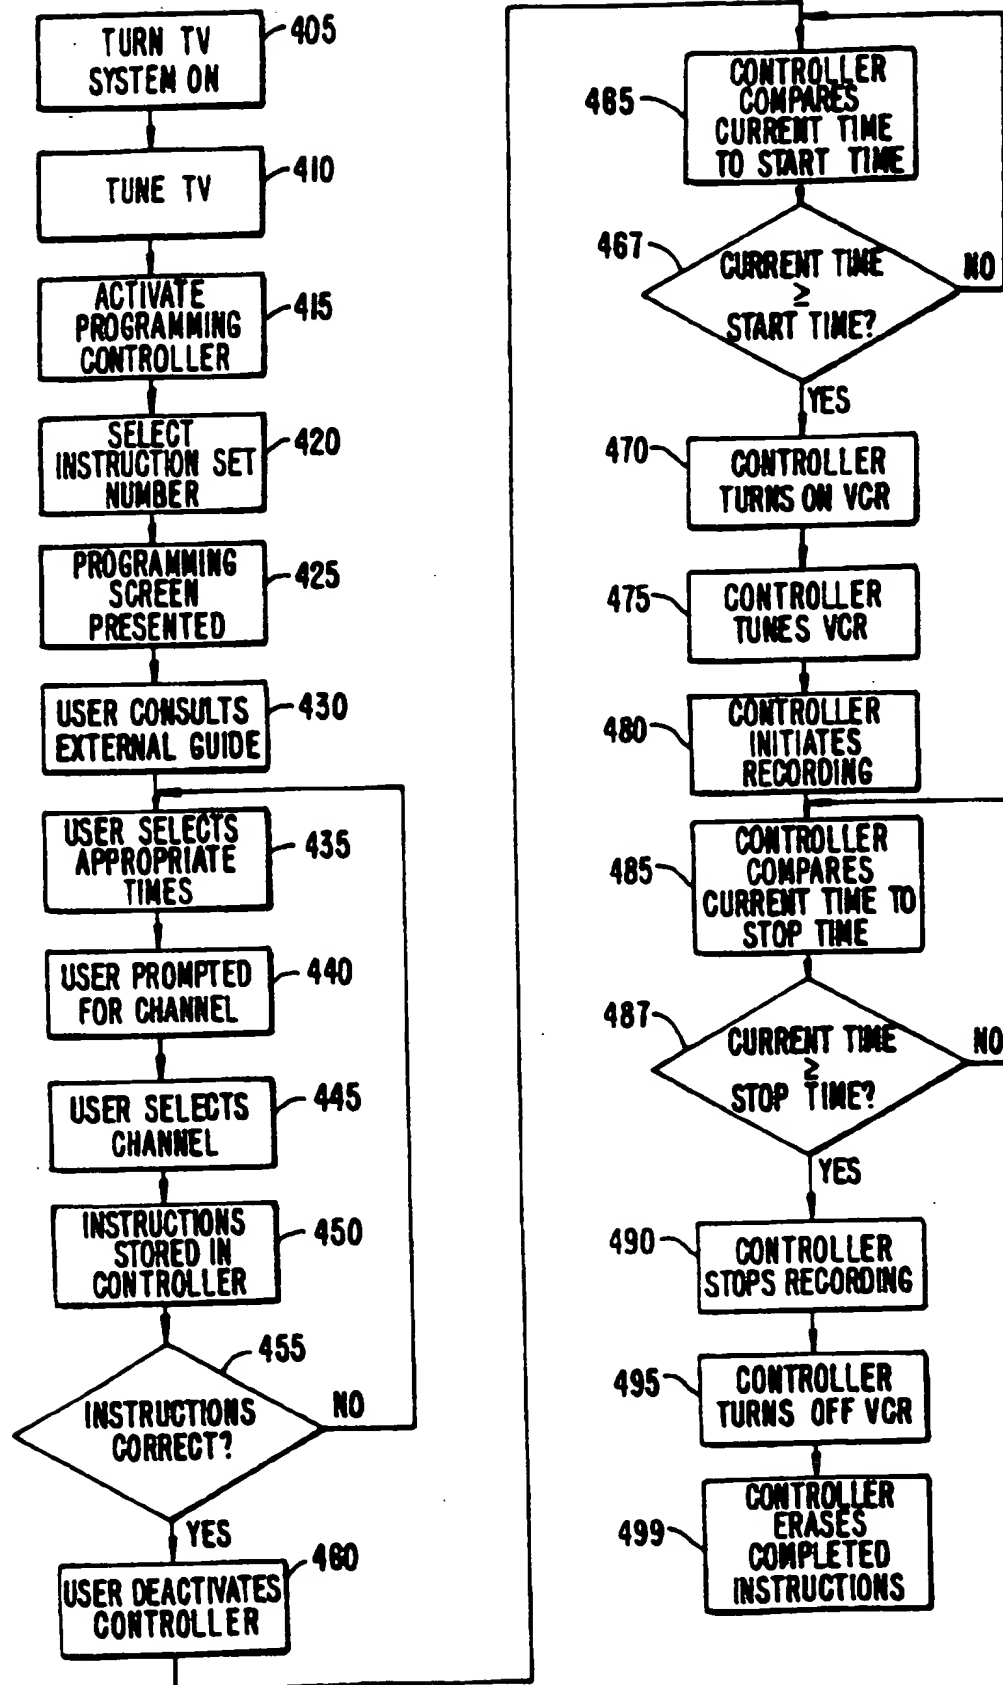 TURN TV
SYSTEM ON
405
TUNE TV
410
ACTIVATE
PROGRAMMING
CONTROLLER
415
SELECT
INSTRUCTION SET
NUMBER
420
PROGRAMMING
SCREEN
PRESENTED
425
USER CONSULTS
EXTERNAL GUIDE
430
USER SELECTS
APPROPRIATE
TIMES
435
USER PROMPTED
FOR CHANNEL
440
USER SELECTS
CHANNEL
445
INSTRUCTIONS
STORED IN
CONTROLLER
450
455
INSTRUCTIONS
CORRECT?
NO
YES
460
USER DEACTIVATES
CONTROLLER
465
CONTROLLER
COMPARES
CURRENT TIME
TO START TIME
467
CURRENT TIME
≥
START TIME?
NO
YES
470
CONTROLLER
TURNS ON VCR
475
CONTROLLER
TUNES VCR
480
CONTROLLER
INITIATES
RECORDING
485
CONTROLLER
COMPARES
CURRENT TIME TO
STOP TIME
487
CURRENT TIME
≥
STOP TIME?
NO
YES
490
CONTROLLER
STOPS RECORDING
495
CONTROLLER
TURNS OFF VCR
499
CONTROLLER
ERASES
COMPLETED
INSTRUCTIONS